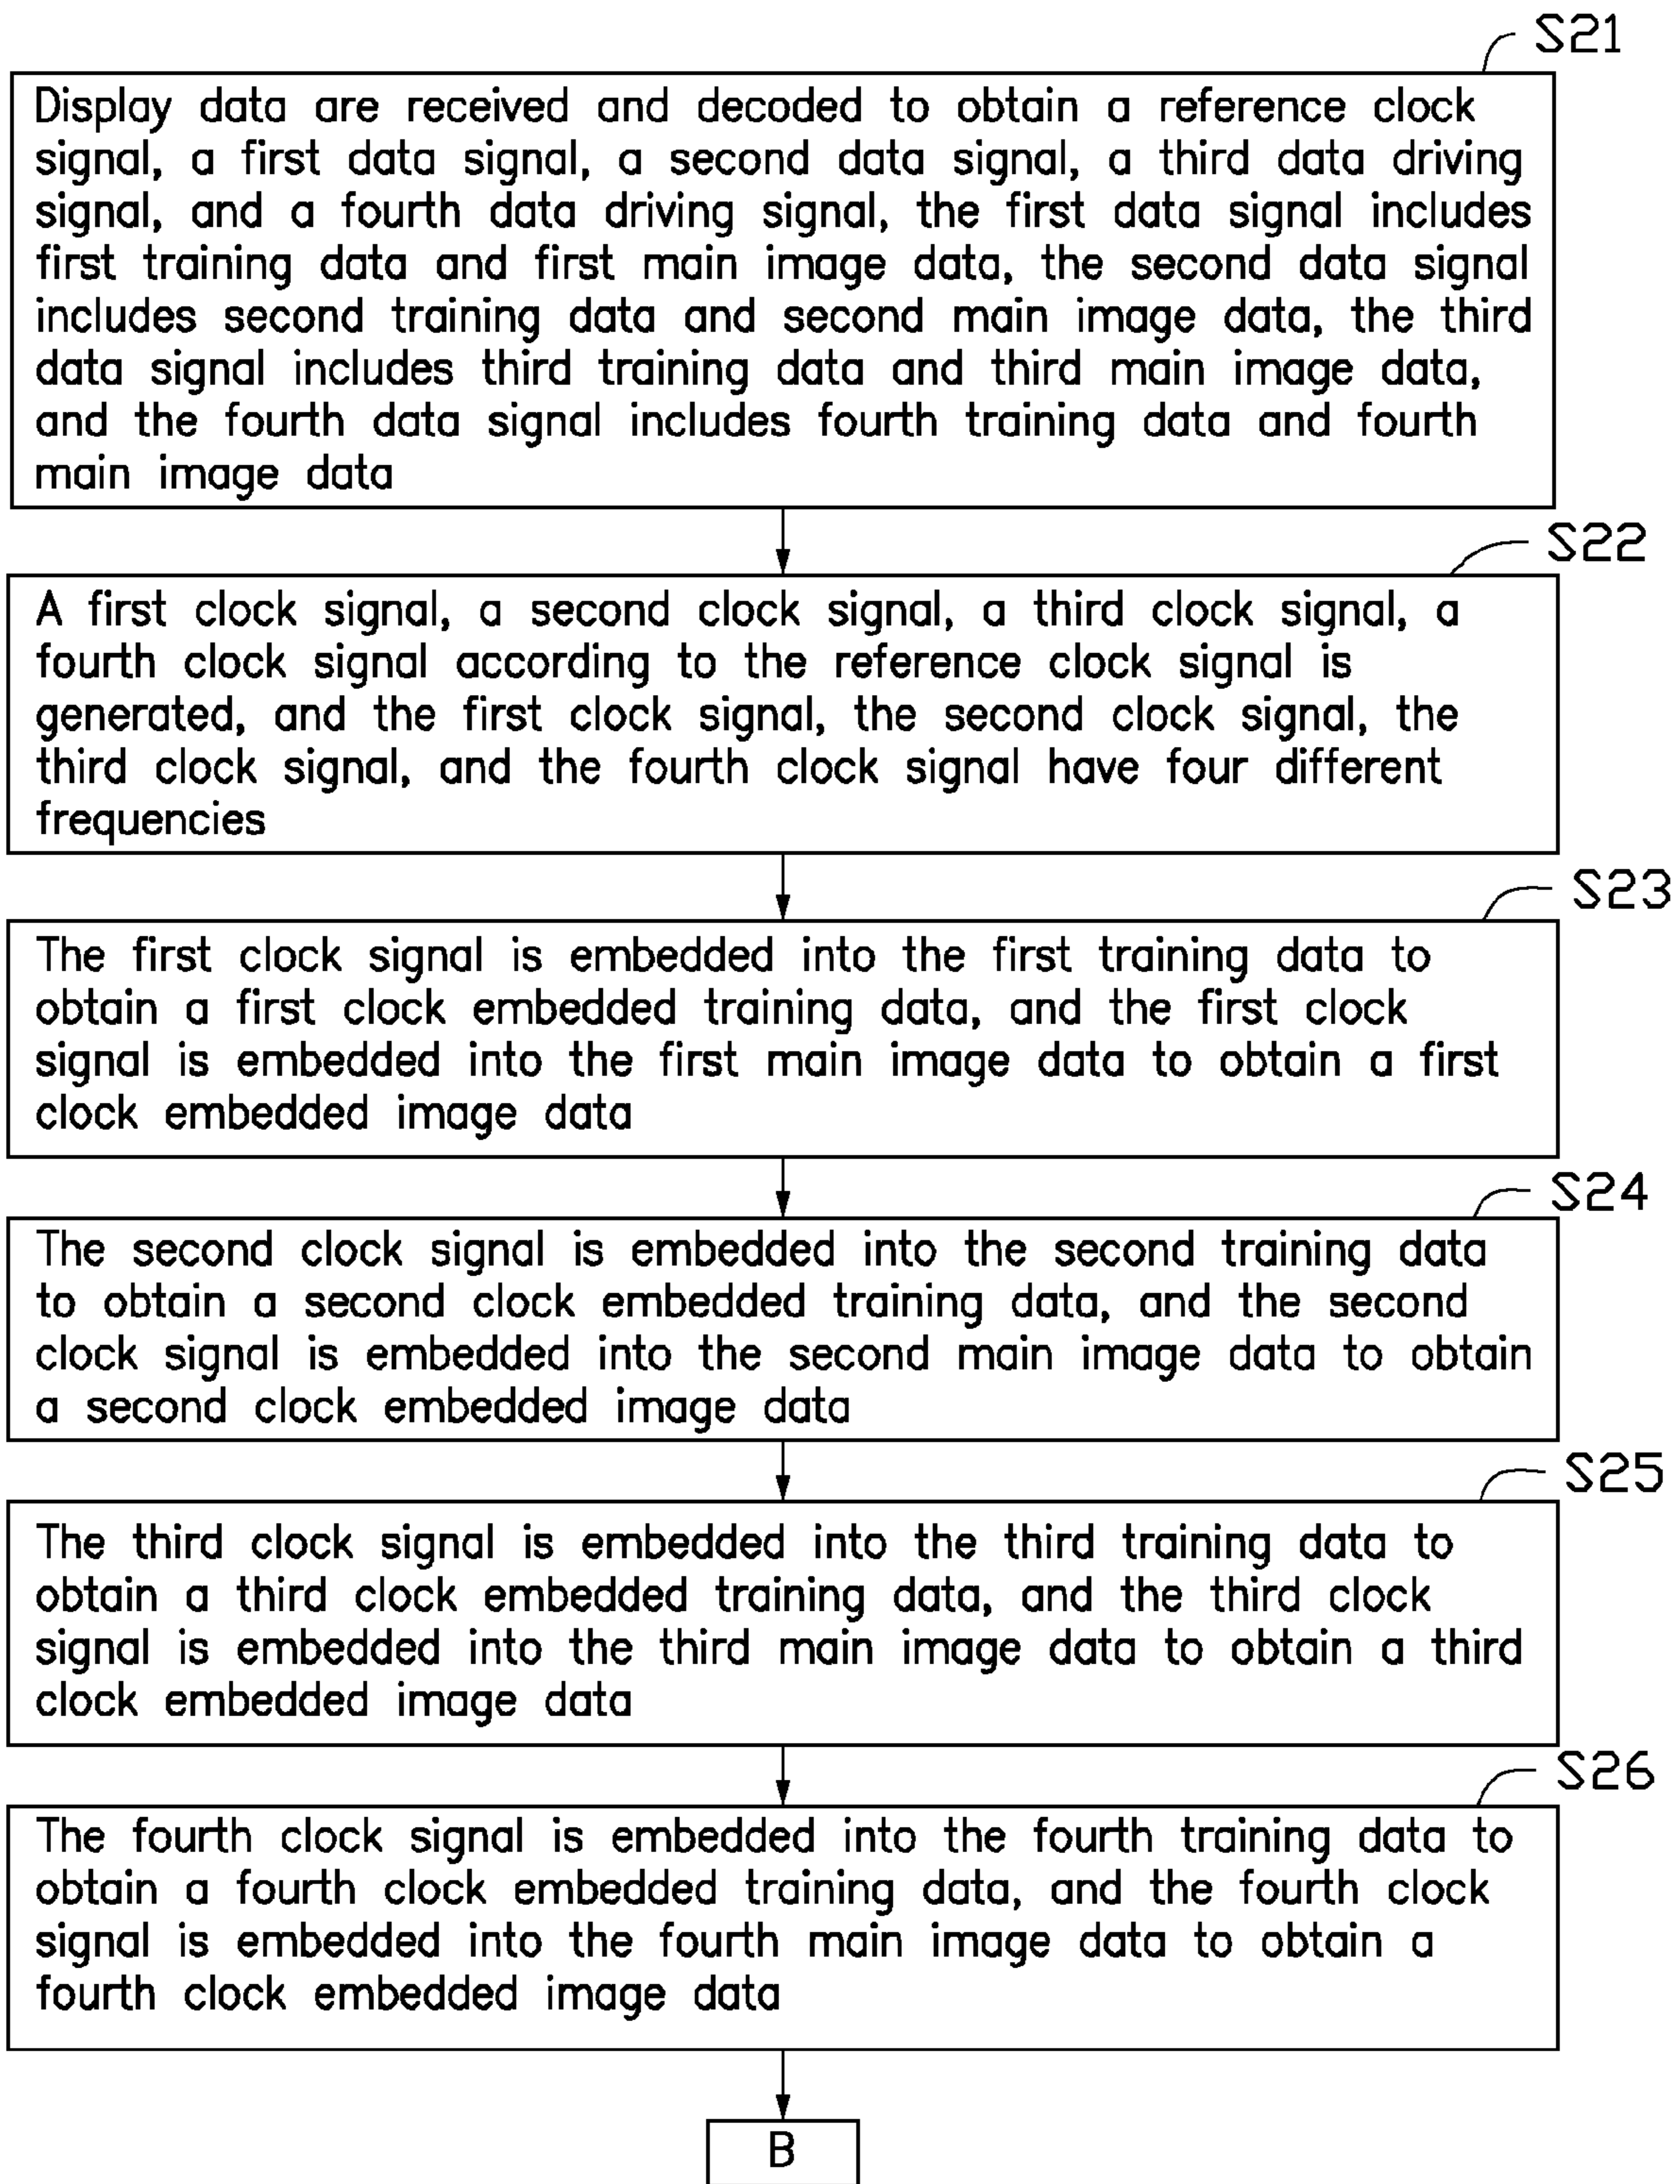 S21
Display data are received and decoded to obtain a reference clock
signal, a first data signal, a second data signal, a third data driving
signal, and a fourth data driving signal, the first data signal includes
first training data and first main image data, the second data signal
includes second training data and second main image data, the third
data signal includes third training data and third main image data,
and the fourth data signal includes fourth training data and fourth
main image data
S22
A first clock signal, a second clock signal, a third clock signal, a
fourth clock signal according to the reference clock signal is
generated, and the first clock signal, the second clock signal, the
third clock signal, and the fourth clock signal have four different
frequencies
S23
The first clock signal is embedded into the first training data to
obtain a first clock embedded training data, and the first clock
signal is embedded into the first main image data to obtain a first
clock embedded image data
S24
The second clock signal is embedded into the second training data
to obtain a second clock embedded training data, and the second
clock signal is embedded into the second main image data to obtain
a second clock embedded image data
S25
The third clock signal is embedded into the third training data to
obtain a third clock embedded training data, and the third clock
signal is embedded into the third main image data to obtain a third
clock embedded image data
S26
The fourth clock signal is embedded into the fourth training data to
obtain a fourth clock embedded training data, and the fourth clock
signal is embedded into the fourth main image data to obtain a
fourth clock embedded image data
B